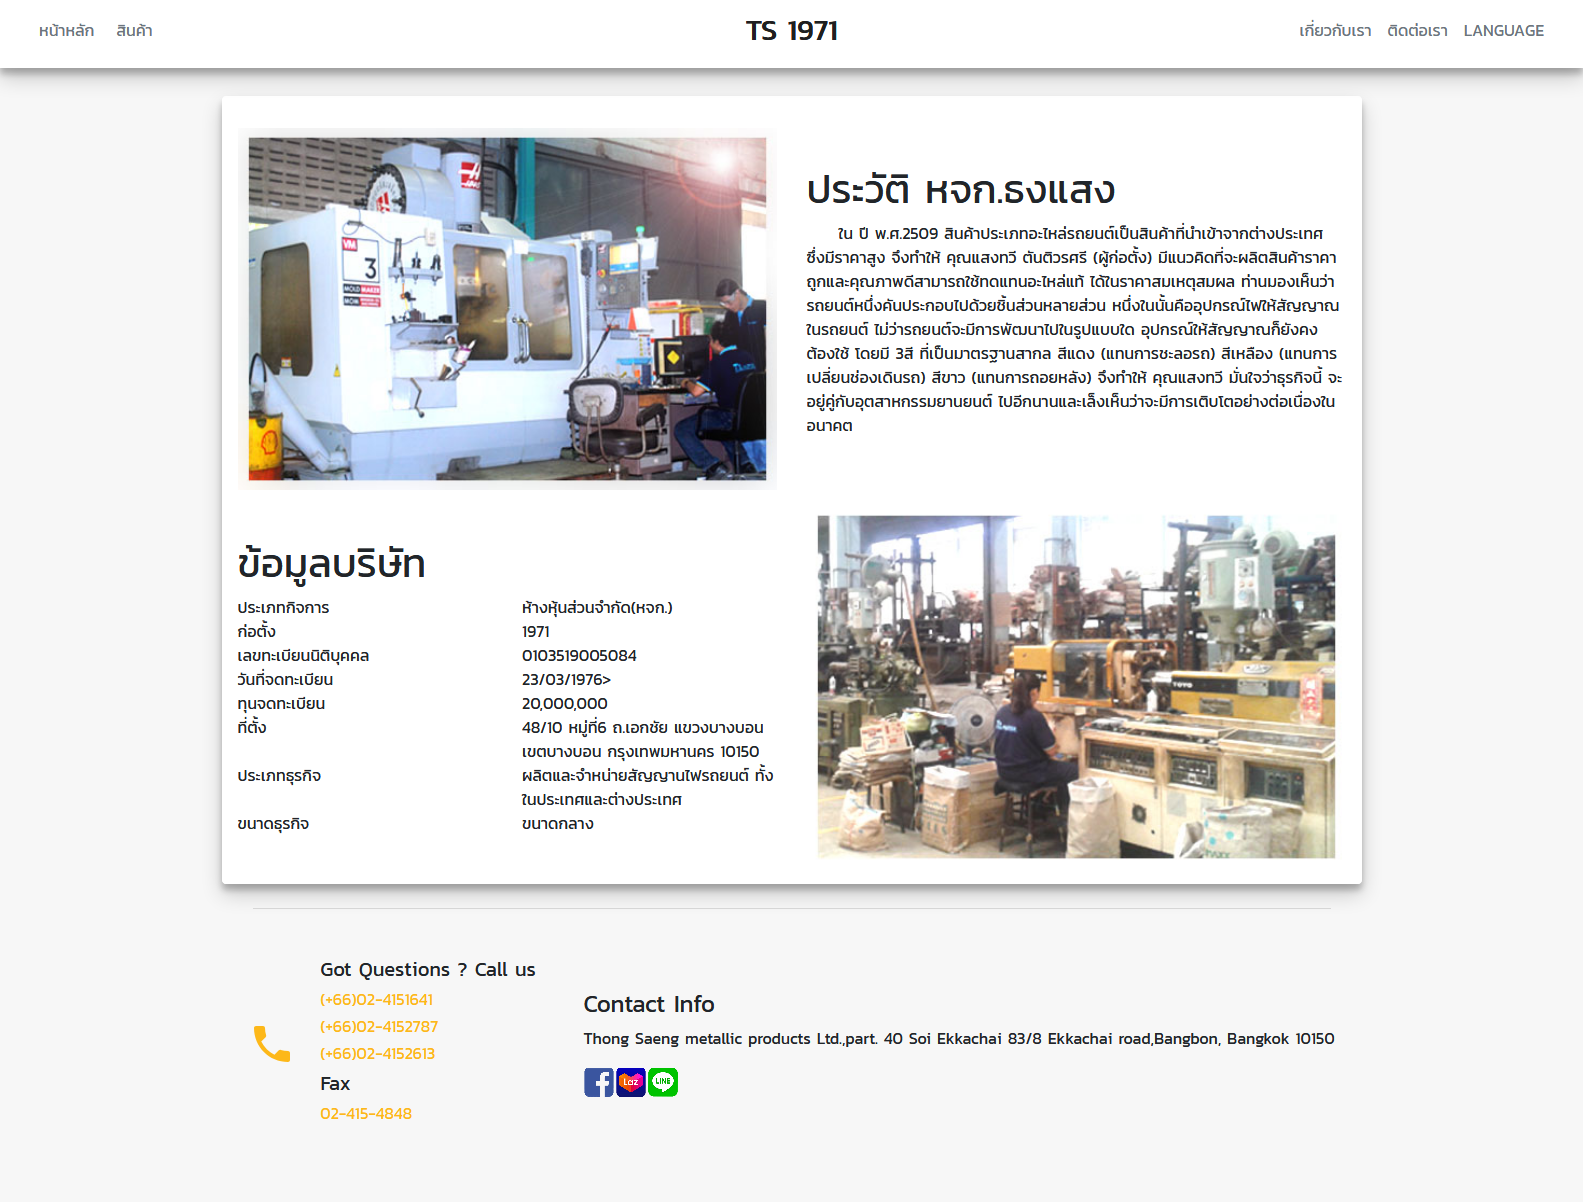 หน้าหลัก สินค้า TS 1971 เกี่ยวกับเรา ติดต่อเรา LANGUAGE
VM
3
MOLD MAKER
ประวัติ หจก.ธงแสง
ใน ปี พ.ศ.2509 สินค้าประเภทอะไหล่รถยนต์เป็นสินค้าที่นำเข้าจากต่างประเทศ
ซึ่งมีราคาสูง จึงทำให้ คุณแสงทวี ตันติวรศรี (ผู้ก่อตั้ง) มีแนวคิดที่จะผลิตสินค้าราคา
ถูกและคุณภาพดีสามารถใช้ทดแทนอะไหล่แท้ ได้ในราคาสมเหตุสมผล ท่านมองเห็นว่า
รถยนต์หนึ่งคันประกอบไปด้วยชิ้นส่วนหลายส่วน หนึ่งในนั้นคืออุปกรณ์ไฟให้สัญญาณ
ในรถยนต์ ไม่ว่ารถยนต์จะมีการพัฒนาไปในรูปแบบใด อุปกรณ์ให้สัญญาณก็ยังคง
ต้องใช้ โดยมี 3สี ที่เป็นมาตรฐานสากล สีแดง (แทนการชะลอรถ) สีเหลือง (แทนการ
เปลี่ยนช่องเดินรถ) สีขาว (แทนการถอยหลัง) จึงทำให้ คุณแสงทวี มั่นใจว่าธุรกิจนี้ จะ
อยู่คู่กับอุตสาหกรรมยานยนต์ ไปอีกนานและเล็งเห็นว่าจะมีการเติบโตอย่างต่อเนื่องใน
อนาคต
ข้อมูลบริษัท
ประเภทกิจการ ห้างหุ้นส่วนจำกัด(หจก.)
ก่อตั้ง 1971
เลขทะเบียนนิติบุคคล 0103519005084
วันที่จดทะเบียน 23/03/1976>
ทุนจดทะเบียน 20,000,000
ที่ตั้ง 48/10 หมู่ที่6 ถ.เอกชัย แขวงบางบอน
เขตบางบอน กรุงเทพมหานคร 10150
ประเภทธุรกิจ ผลิตและจำหน่ายสัญญานไฟรถยนต์ ทั้ง
ในประเทศและต่างประเทศ
ขนาดธุรกิจ ขนาดกลาง
TOYO
Got Questions ? Call us
(+66)02-4151641
(+66)02-4152787
(+66)02-4152613
Fax
02-415-4848
Contact Info
Thong Saeng metallic products Ltd.,part. 40 Soi Ekkachai 83/8 Ekkachai road,Bangbon, Bangkok 10150
Laz LINE